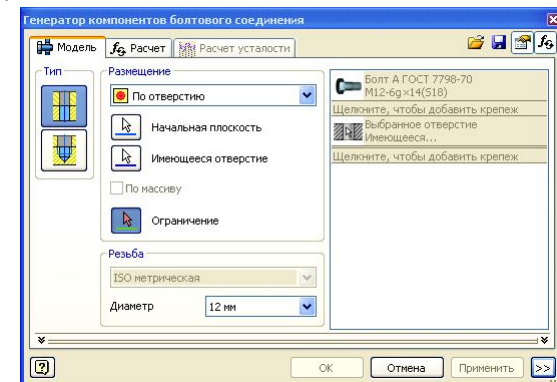 Генератор компонентов болтового соединения
Модель
Расчет
Расчет усталости
Тип
Размещение
По отверстию
Начальная плоскость
Имеющееся отверстие
По массиву
Ограничение
Резьба
ISO метрическая
Диаметр
12 мм
Болт А ГОСТ 7798-70
M12-6g×14(518)
Щелкните, чтобы добавить крепеж
Выбранное отверстие
Имеющееся...
Щелкните, чтобы добавить крепеж
OK
Отмена
Применить
>>